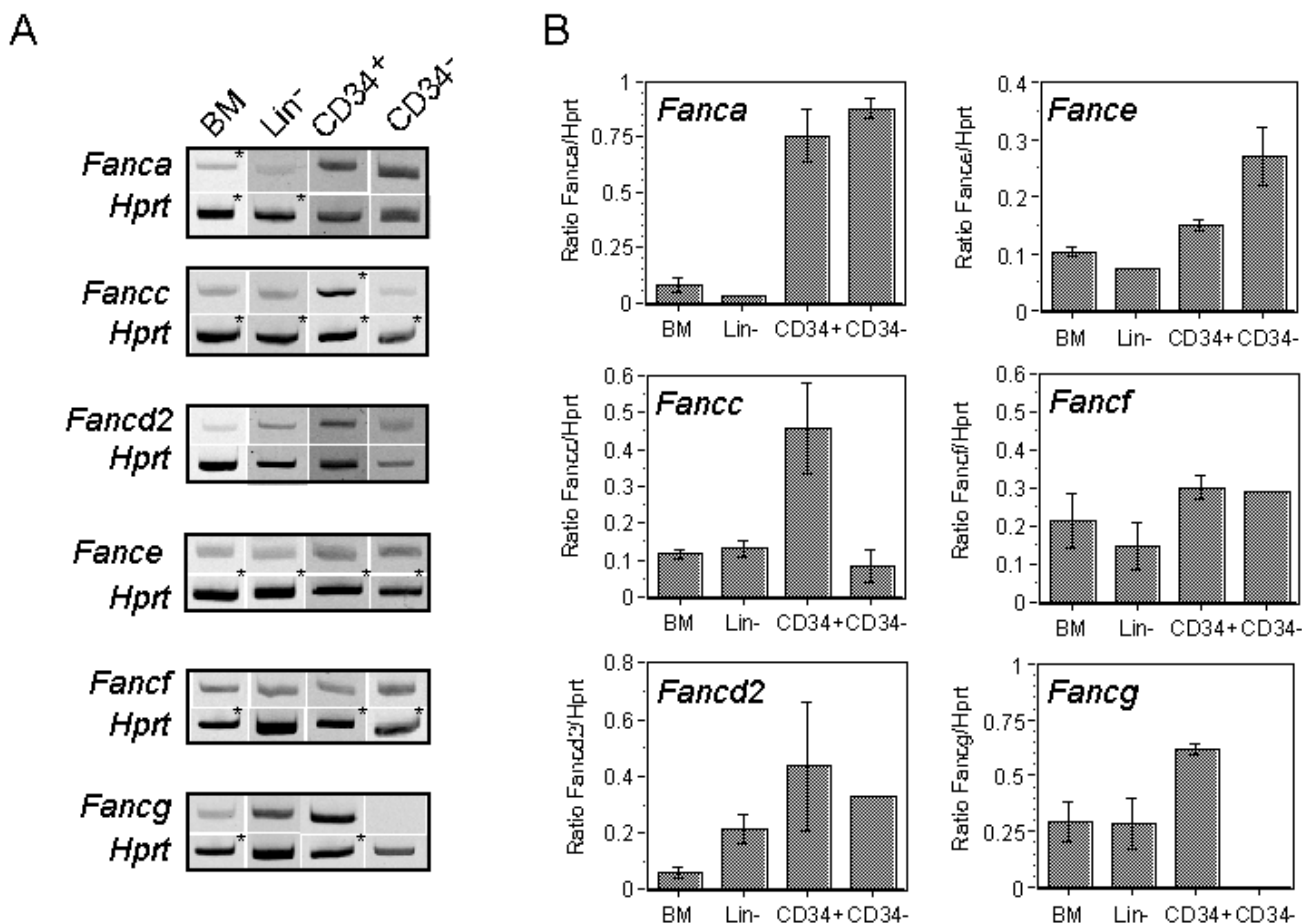 A
BM Lin- CD34+ CD34-
Fanca *
Hprt * *
Fancc *
Hprt * * * *
Fancd2
Hprt
Fance
Hprt * * * *
Fancf
Hprt * * *
Fancg
Hprt * *
B
Fanca
Ratio Fanca/Hprt
1
0.75
0.5
0.25
0
BM Lin- CD34+ CD34-
Fance
Ratio Fance/Hprt
0.4
0.3
0.2
0.1
0
BM Lin- CD34+ CD34-
Fancc
Ratio Fancc/Hprt
0.6
0.5
0.4
0.3
0.2
0.1
0
BM Lin- CD34+ CD34-
Fancf
Ratio Fancf/Hprt
0.6
0.5
0.4
0.3
0.2
0.1
0
BM Lin- CD34+ CD34-
Fancd2
Ratio Fancd2/Hprt
0.8
0.6
0.4
0.2
0
BM Lin- CD34+ CD34-
Fancg
Ratio Fancg/Hprt
1
0.75
0.5
0.25
0
BM Lin- CD34+ CD34-